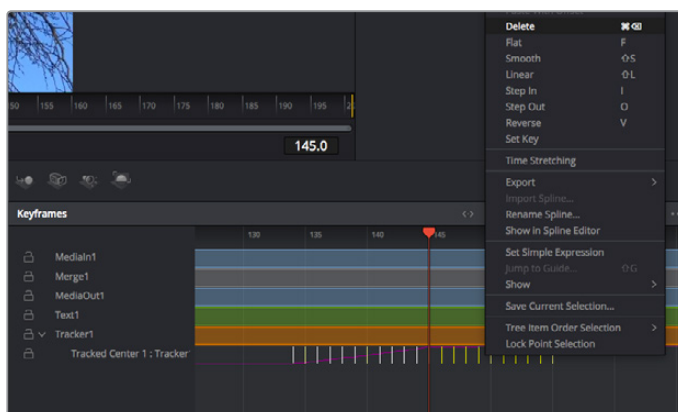 Delete ⌘⌫
Flat F
Smooth ⇧S
Linear ⇧L
Step In I
Step Out O
Reverse V
Set Key
Time Stretching
Export >
Import Spline...
Rename Spline...
Show in Spline Editor
Set Simple Expression
Jump to Guide... ⇧G
Show >
Save Current Selection...
Tree Item Order Selection >
Lock Point Selection
50 155 160 165 170 175 180 185 190 195
145.0
Keyframes
130 135 140 145
MediaIn1
Merge1
MediaOut1
Text1
Tracker1
Tracked Center 1 : Tracker